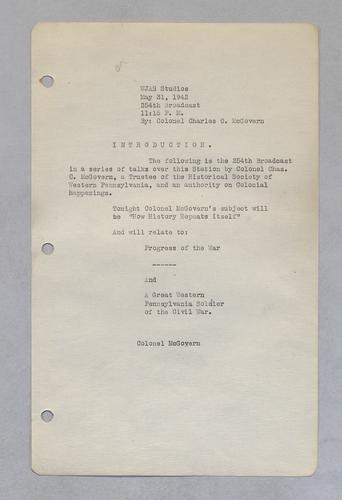 WJAS Studios
May 31, 1942
254th Broadcast
11:15 P. M.
By: Colonel Charles C. McGovern
INTRODUCTION.
The following is the 254th Broadcast
in a series of talks over this Station by Colonel Chas.
C. McGovern, a Trustee of the Historical Society of
Western Pennsylvania, and an authority on Colonial
happenings.
Tonight Colonel McGovern's subject will
be "How History Repeats Itself"
And will relate to:
Progress of the War
------
And
A Great Western
Pennsylvania Soldier
of the Civil War.
Colonel McGovern